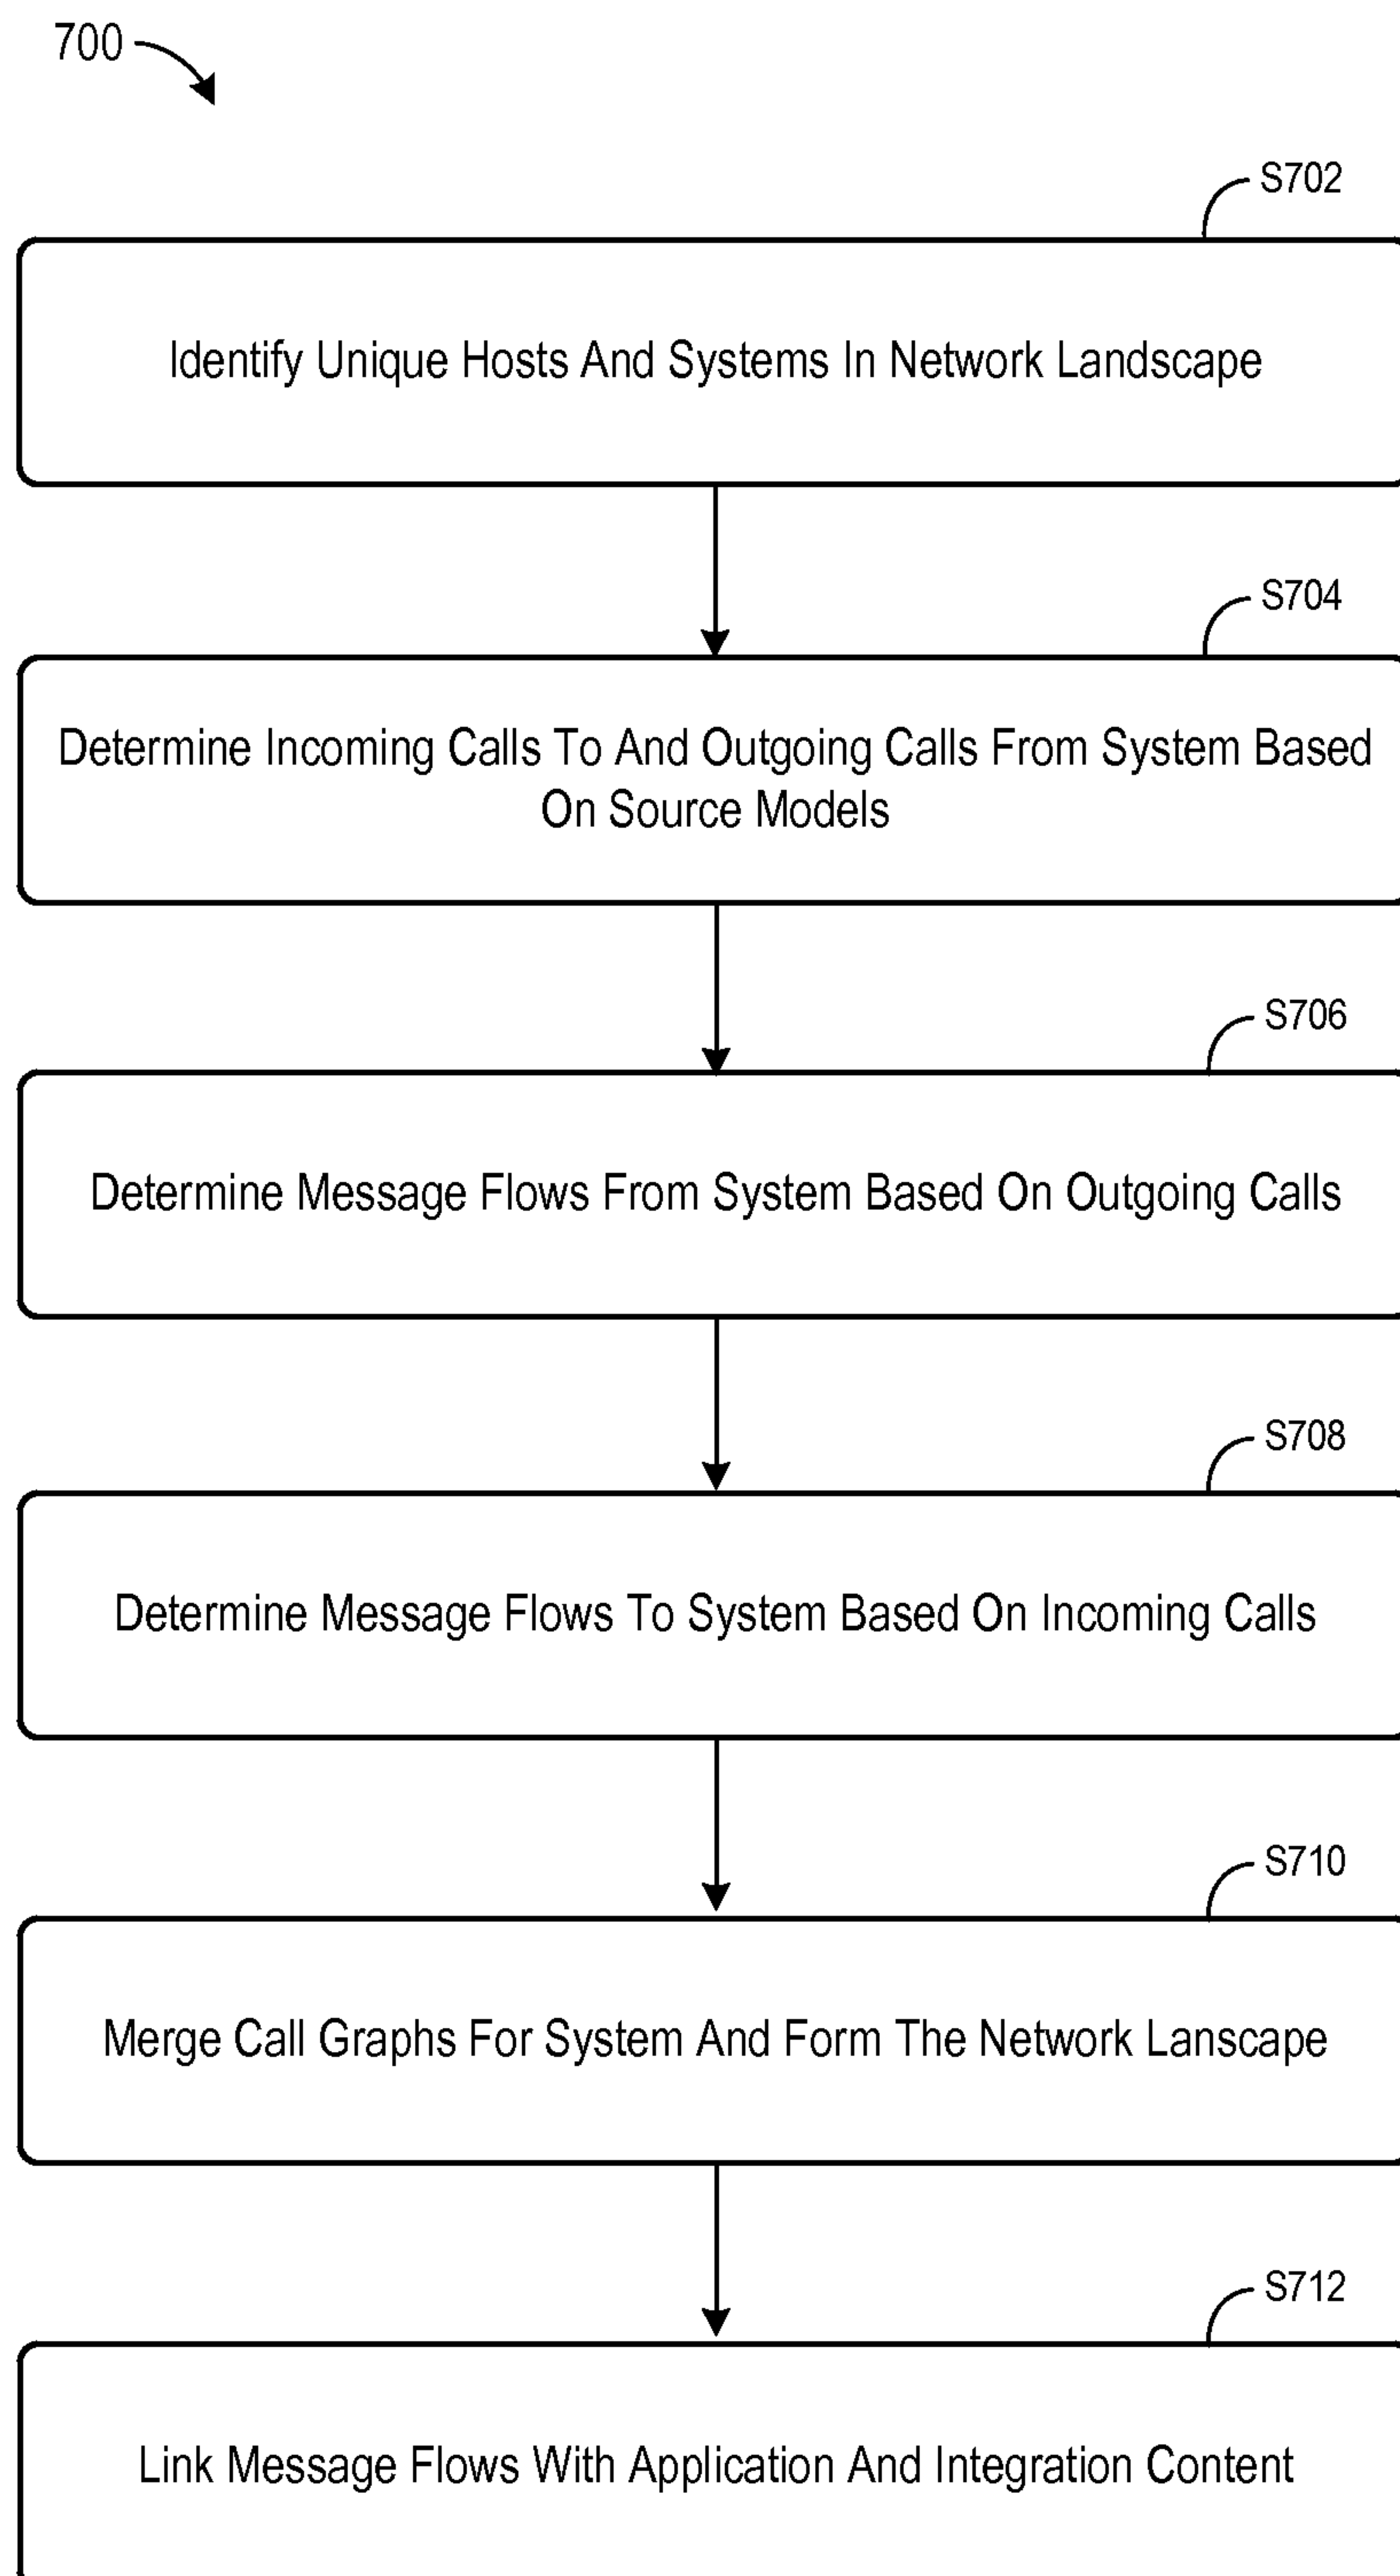 700
S702
Identify Unique Hosts And Systems In Network Landscape
S704
Determine Incoming Calls To And Outgoing Calls From System Based
On Source Models
S706
Determine Message Flows From System Based On Outgoing Calls
S708
Determine Message Flows To System Based On Incoming Calls
S710
Merge Call Graphs For System And Form The Network Lanscape
S712
Link Message Flows With Application And Integration Content